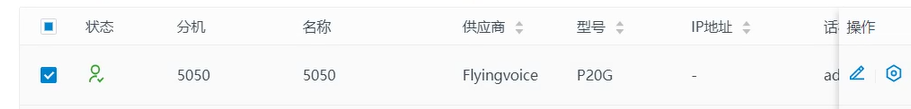 状态 分机 名称 供应商 型号 IP地址 操作
5050 5050 Flyingvoice P20G - ad